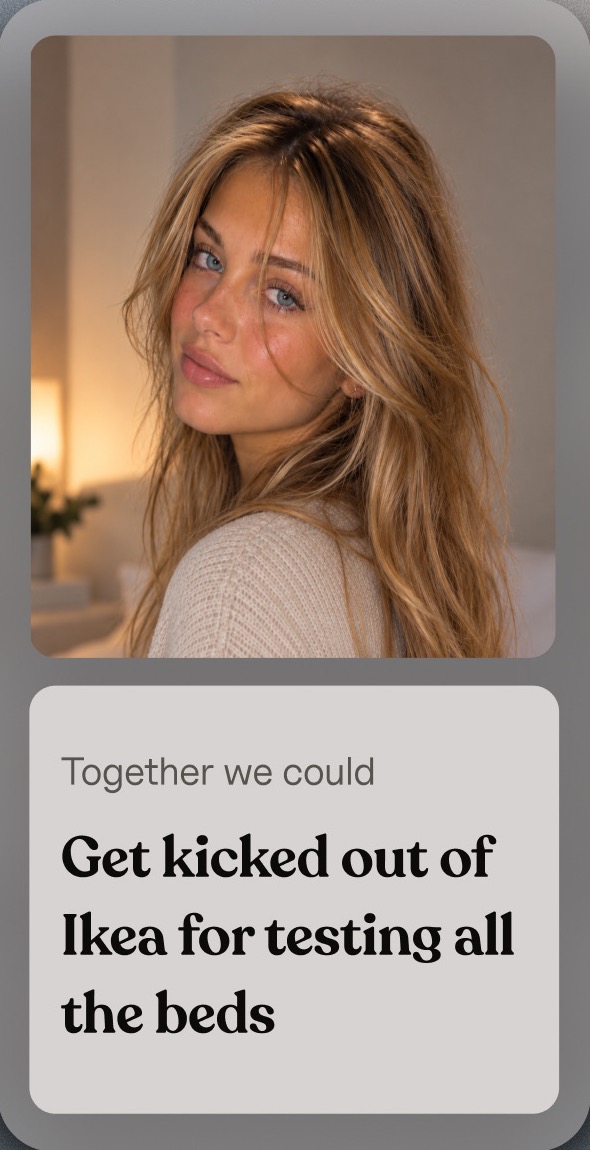 Together we could
Get kicked out of
Ikea for testing all
the beds